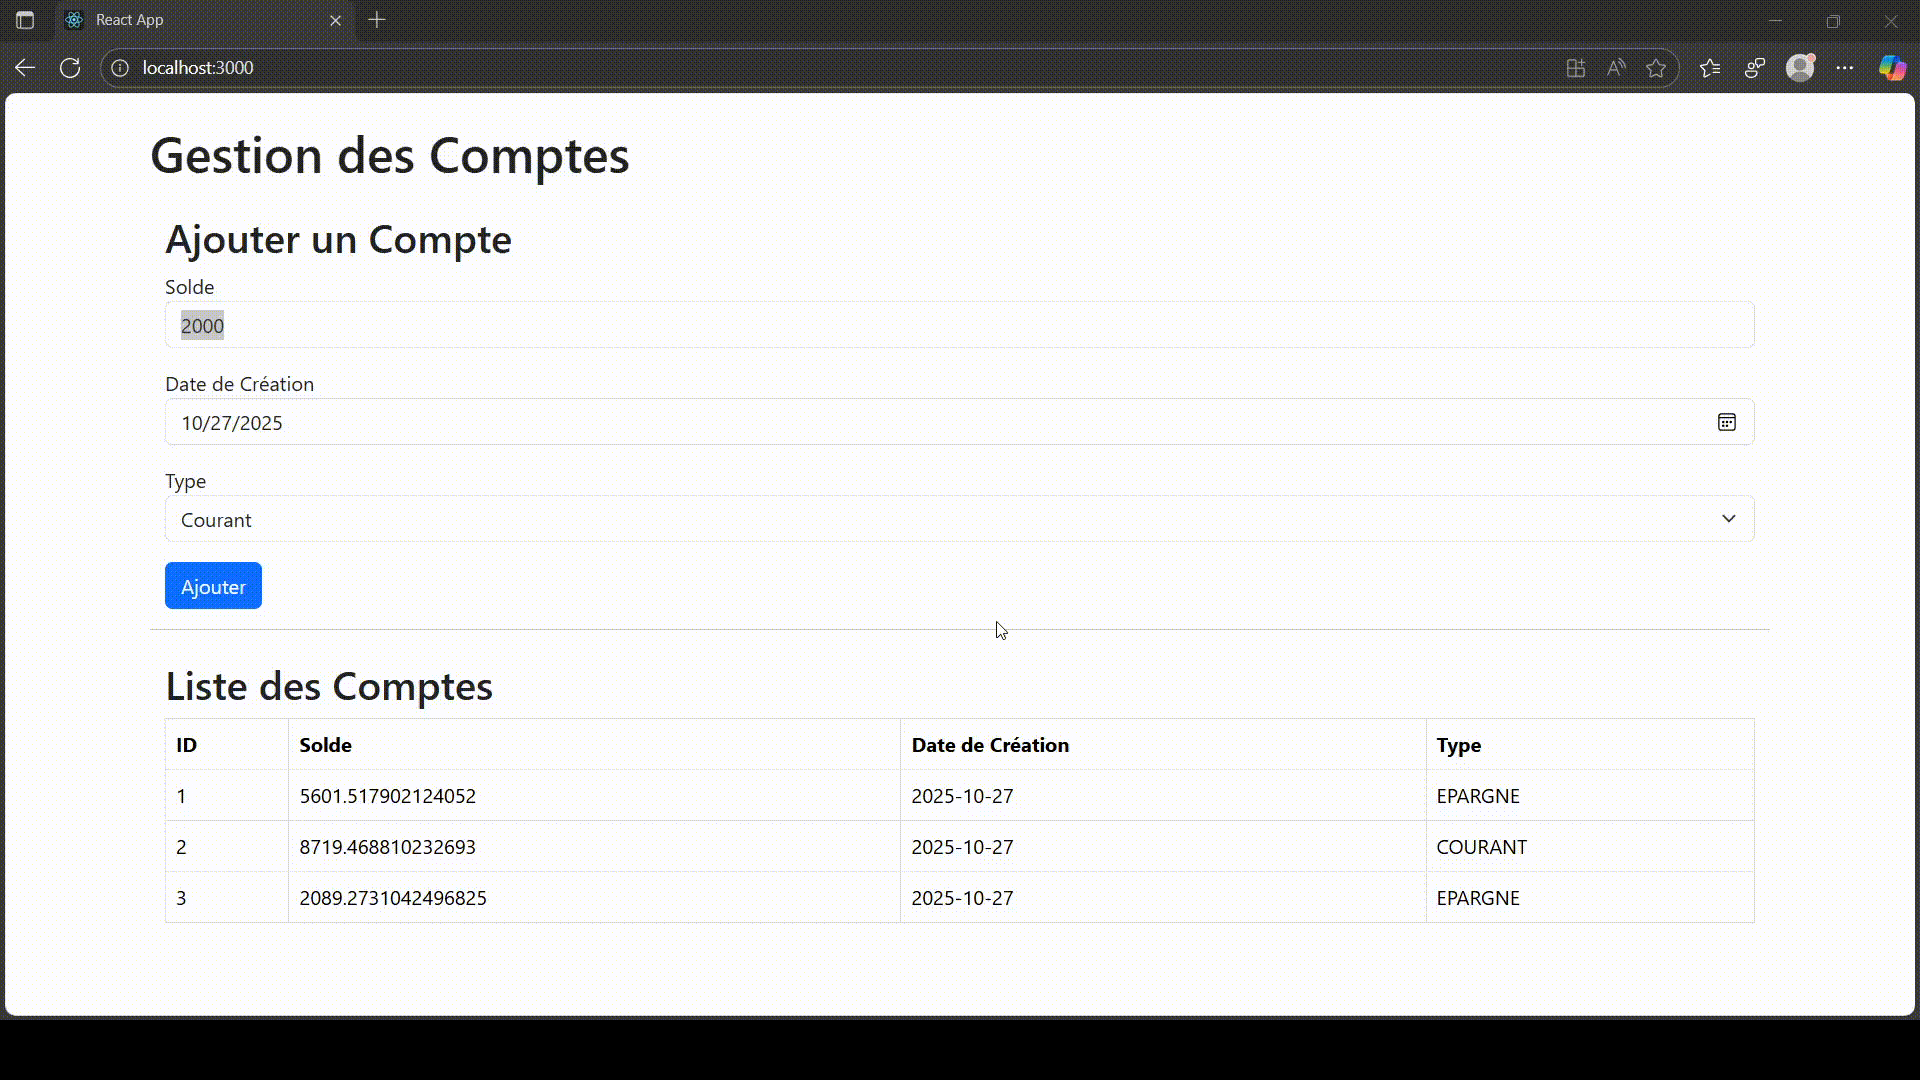 React App
localhost:3000
Gestion des Comptes
Ajouter un Compte
Solde
2000
Date de Création
10/27/2025
Type
Courant
Ajouter
Liste des Comptes
ID Solde Date de Création Type
1 5601.517902124052 2025-10-27 EPARGNE
2 8719.468810232693 2025-10-27 COURANT
3 2089.2731042496825 2025-10-27 EPARGNE